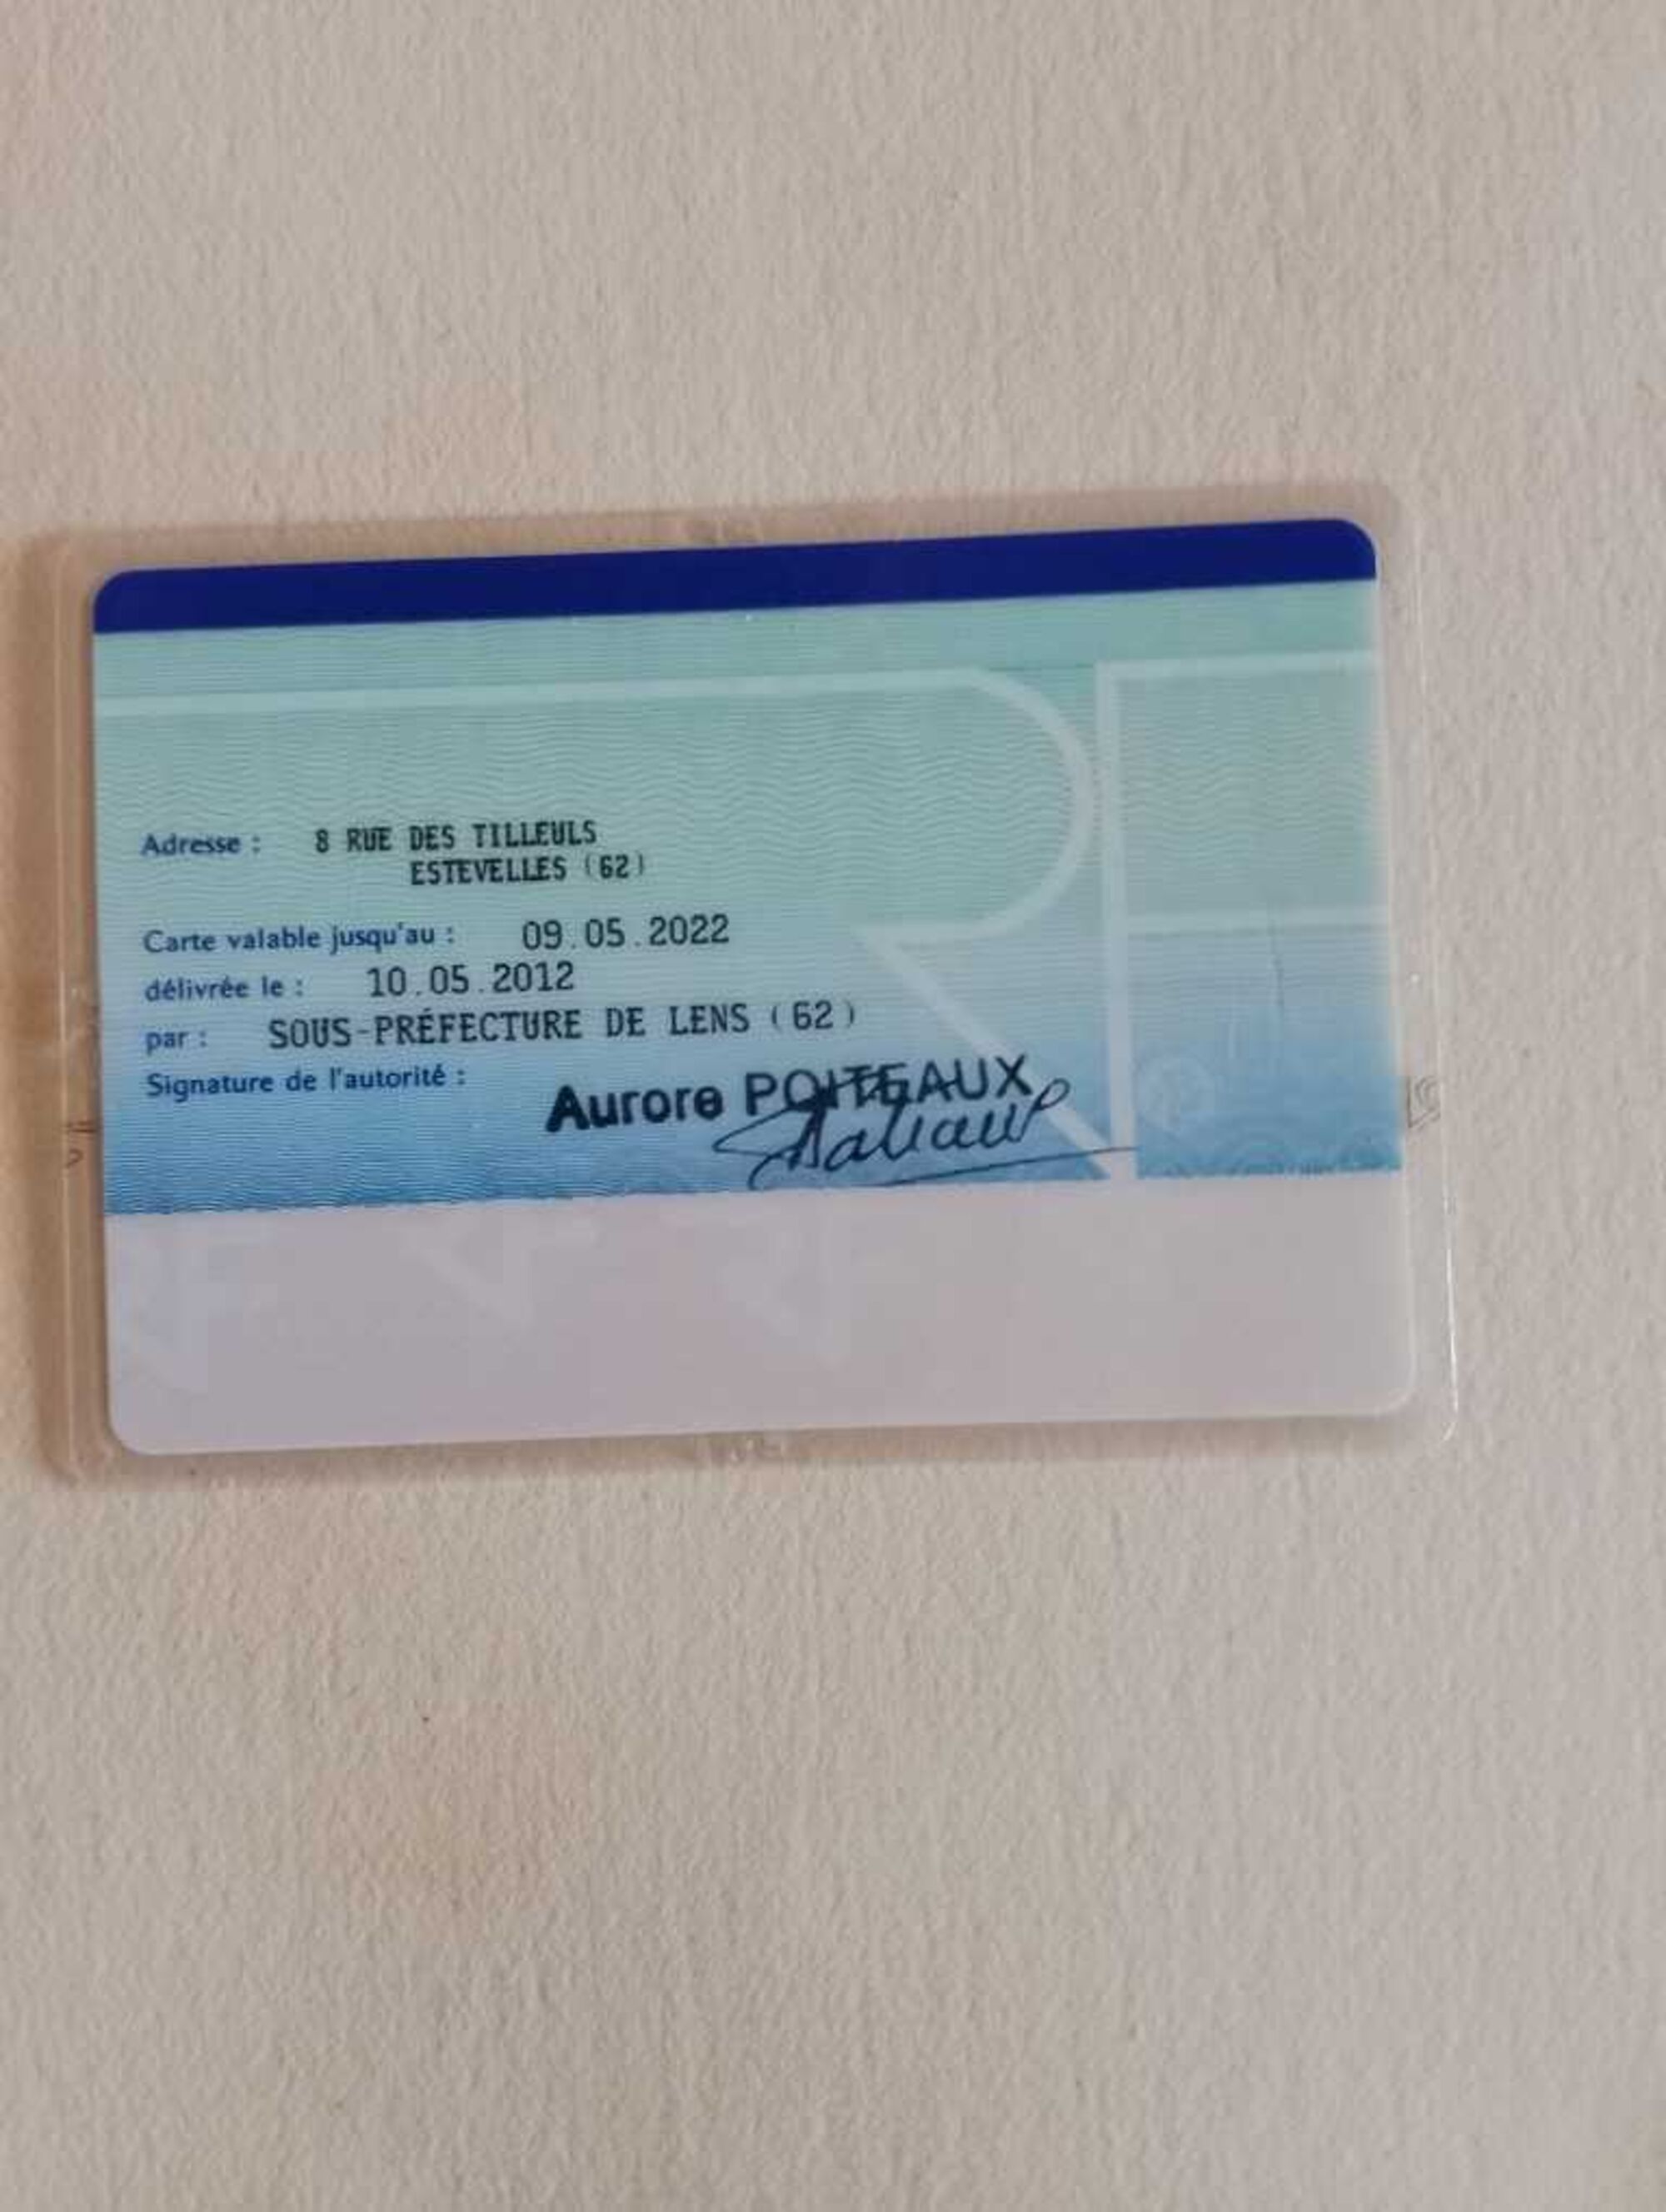 Adresse : 8 RUE DES TILLEULS
ESTEVELLES (62)
Carte valable jusqu'au : 09.05.2022
délivrée le : 10.05.2012
par : SOUS-PRÉFECTURE DE LENS (62)
Signature de l'autorité :
Aurore POITEAUX
RF